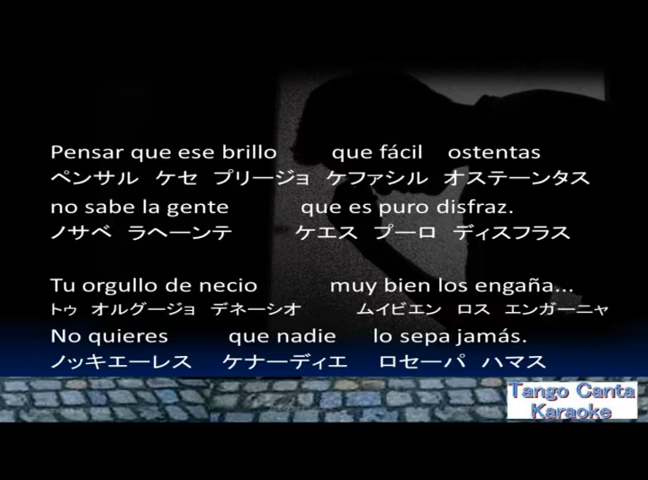 Pensar que ese brillo que fácil ostentas
ペンサル ケセ プリージョ ケファシル オステーンタス
no sabe la gente que es puro disfraz.
ノサベ ラヘーンテ ケエス プーロ ディスフラス
Tu orgullo de necio muy bien los engaña...
トゥ オルグージョ デネーシオ ムイビエン ロス エンガーニャ
No quieres que nadie lo sepa jamás.
ノッキエーレス ケナーディエ ロセーパ ハマス
Tango Canta
Karaoke